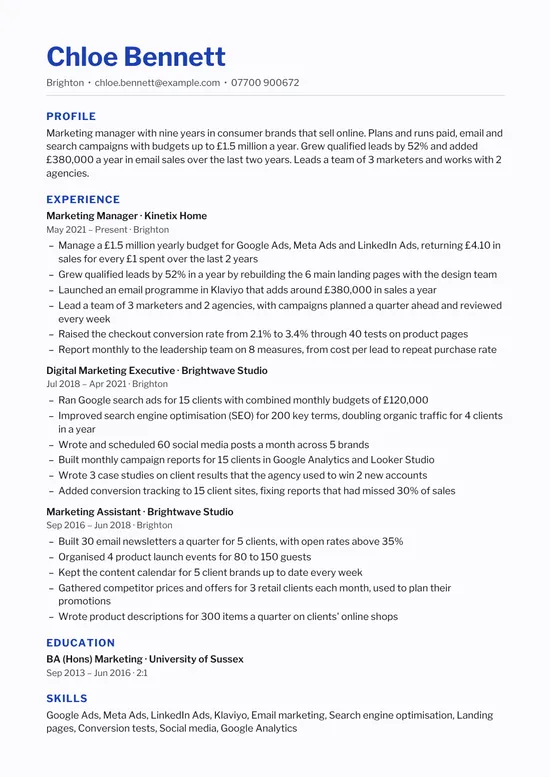 Chloe Bennett
Brighton • chloe.bennett@example.com • 07700 900672
PROFILE
Marketing manager with nine years in consumer brands that sell online. Plans and runs paid, email and
search campaigns with budgets up to £1.5 million a year. Grew qualified leads by 52% and added
£380,000 a year in email sales over the last two years. Leads a team of 3 marketers and works with 2
agencies.
EXPERIENCE
Marketing Manager · Kinetix Home
May 2021 – Present · Brighton
– Manage a £1.5 million yearly budget for Google Ads, Meta Ads and LinkedIn Ads, returning £4.10 in
sales for every £1 spent over the last 2 years
– Grew qualified leads by 52% in a year by rebuilding the 6 main landing pages with the design team
– Launched an email programme in Klaviyo that adds around £380,000 in sales a year
– Lead a team of 3 marketers and 2 agencies, with campaigns planned a quarter ahead and reviewed
every week
– Raised the checkout conversion rate from 2.1% to 3.4% through 40 tests on product pages
– Report monthly to the leadership team on 8 measures, from cost per lead to repeat purchase rate
Digital Marketing Executive · Brightwave Studio
Jul 2018 – Apr 2021 · Brighton
– Ran Google search ads for 15 clients with combined monthly budgets of £120,000
– Improved search engine optimisation (SEO) for 200 key terms, doubling organic traffic for 4 clients
in a year
– Wrote and scheduled 60 social media posts a month across 5 brands
– Built monthly campaign reports for 15 clients in Google Analytics and Looker Studio
– Wrote 3 case studies on client results that the agency used to win 2 new accounts
– Added conversion tracking to 15 client sites, fixing reports that had missed 30% of sales
Marketing Assistant · Brightwave Studio
Sep 2016 – Jun 2018 · Brighton
– Built 30 email newsletters a quarter for 5 clients, with open rates above 35%
– Organised 4 product launch events for 80 to 150 guests
– Kept the content calendar for 5 client brands up to date every week
– Gathered competitor prices and offers for 3 retail clients each month, used to plan their
promotions
– Wrote product descriptions for 300 items a quarter on clients' online shops
EDUCATION
BA (Hons) Marketing · University of Sussex
Sep 2013 – Jun 2016 · 2:1
SKILLS
Google Ads, Meta Ads, LinkedIn Ads, Klaviyo, Email marketing, Search engine optimisation, Landing
pages, Conversion tests, Social media, Google Analytics